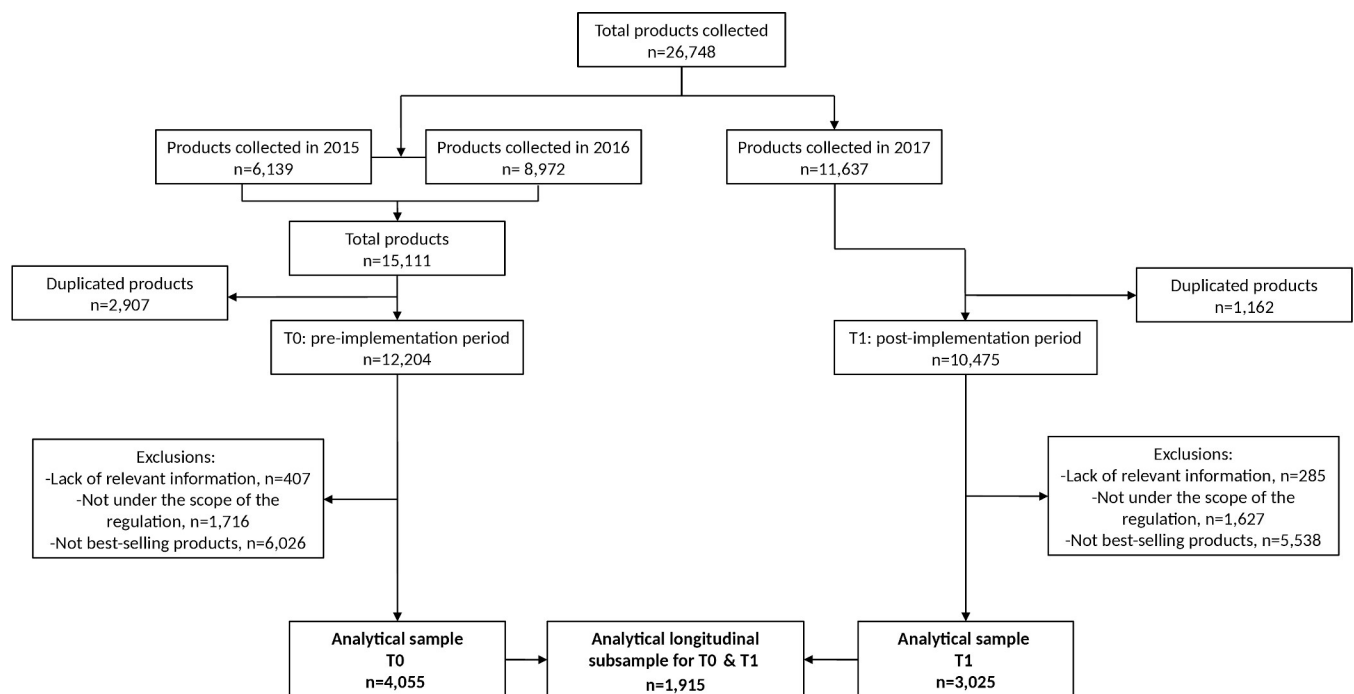 Total products collected
n=26,748
Products collected in 2015
n=6,139
Products collected in 2016
n= 8,972
Products collected in 2017
n=11,637
Total products
n=15,111
Duplicated products
n=2,907
Duplicated products
n=1,162
T0: pre-implementation period
n=12,204
T1: post-implementation period
n=10,475
Exclusions:
-Lack of relevant information, n=407
-Not under the scope of the
regulation, n=1,716
-Not best-selling products, n=6,026
Exclusions:
-Lack of relevant information, n=285
-Not under the scope of the
regulation, n=1,627
-Not best-selling products, n=5,538
Analytical sample
T0
n=4,055
Analytical longitudinal
subsample for T0 & T1
n=1,915
Analytical sample
T1
n=3,025